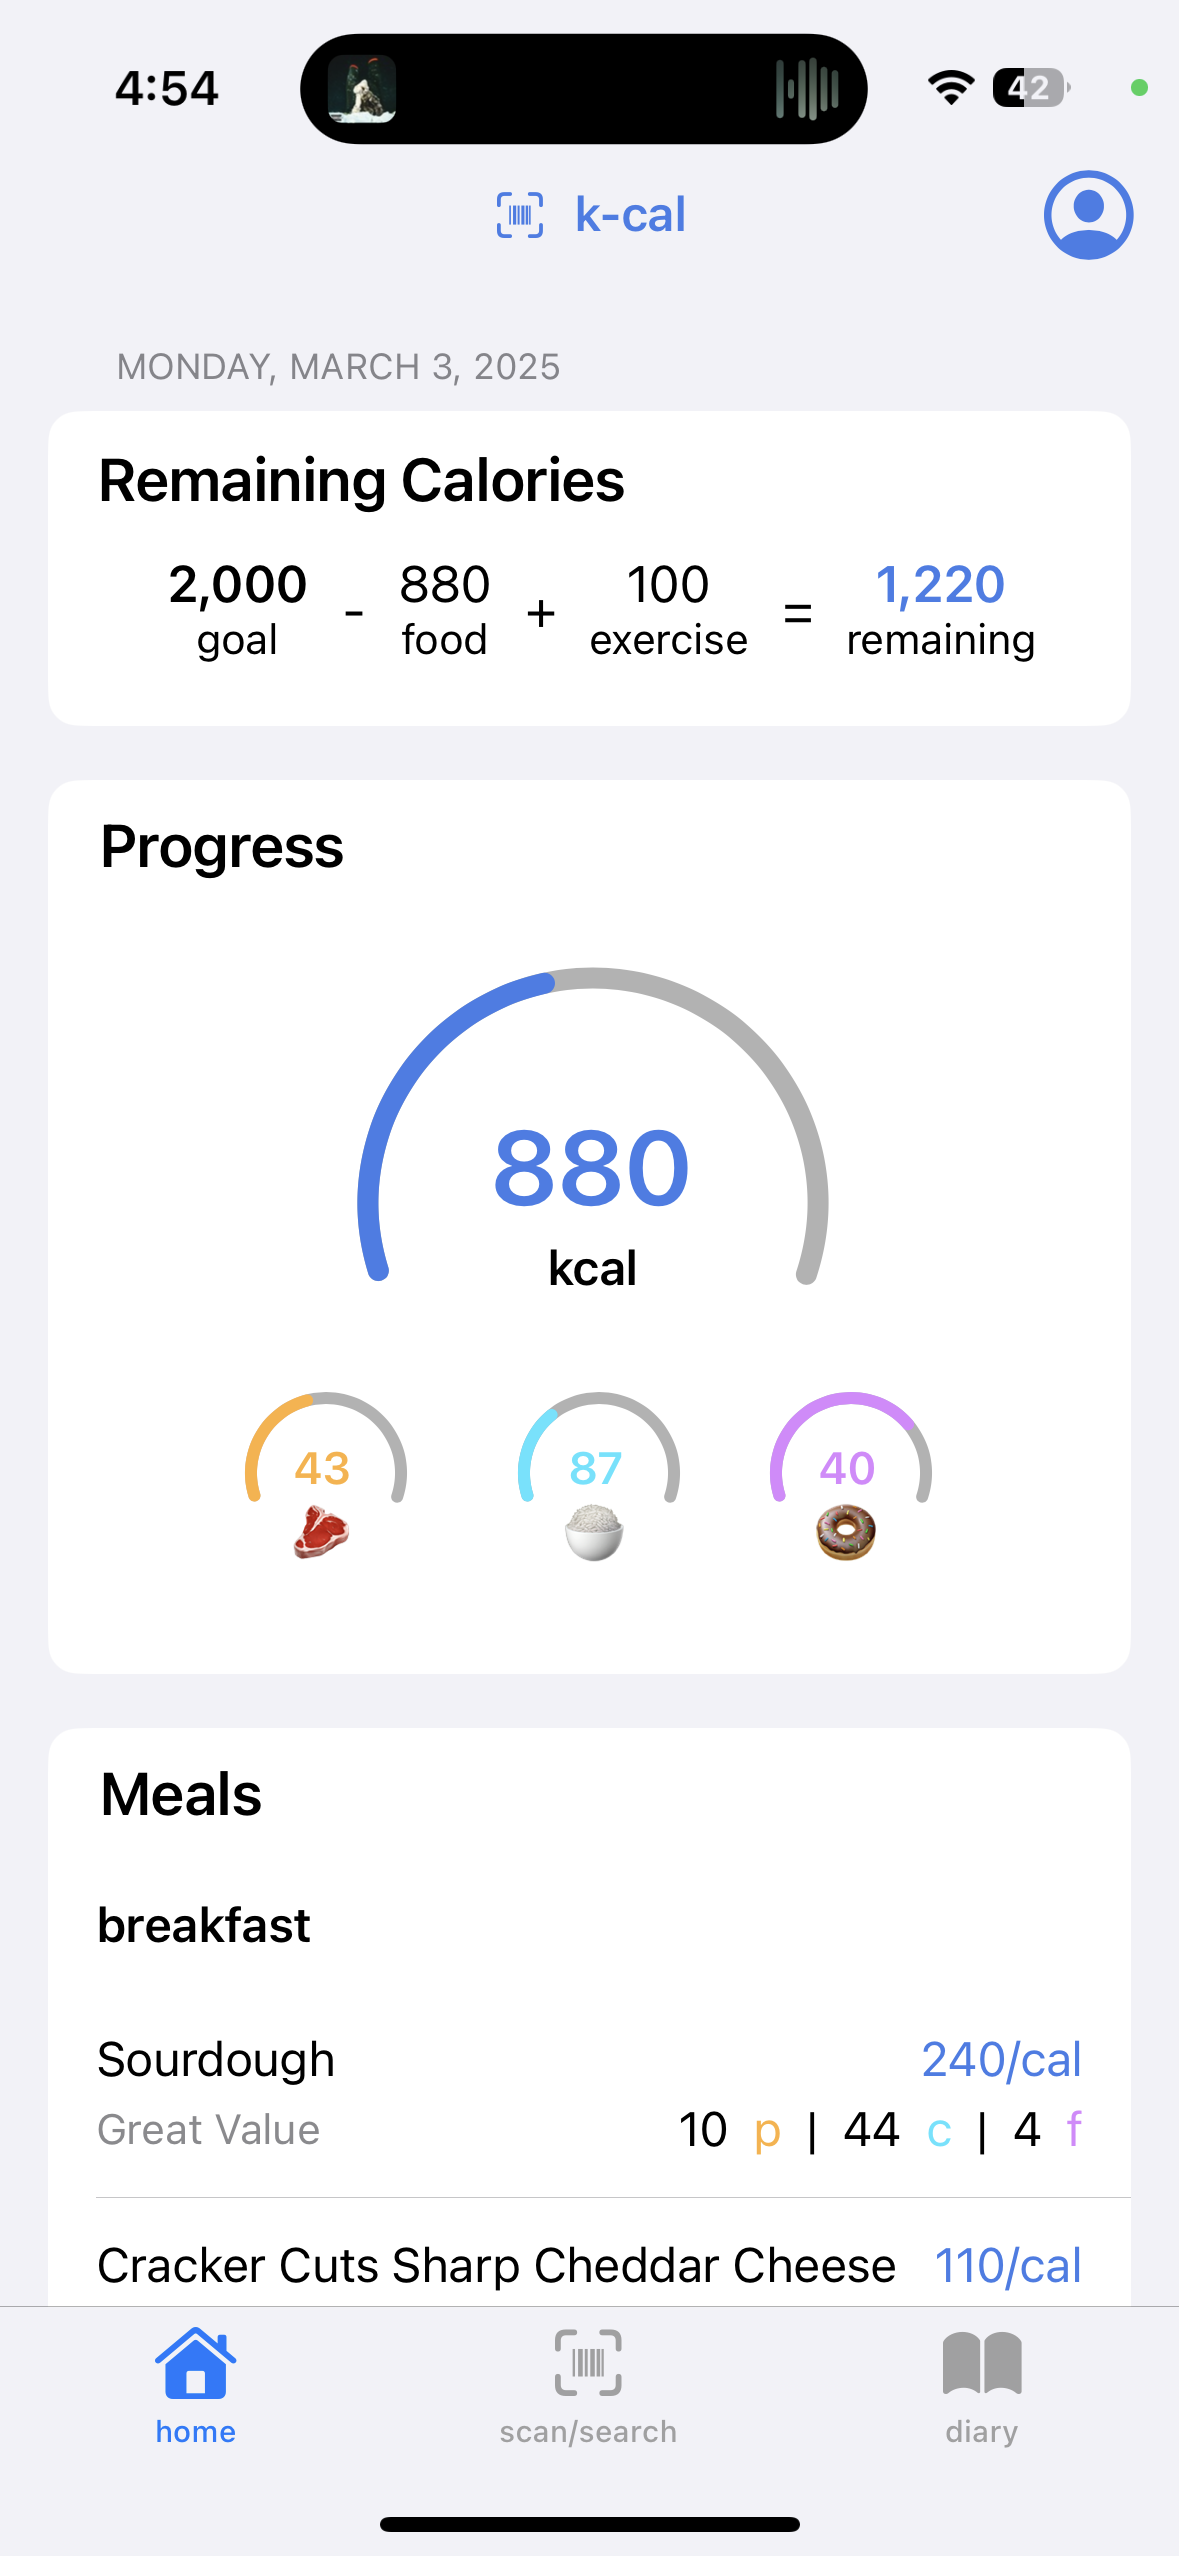 4:54
42
k-cal
MONDAY, MARCH 3, 2025
Remaining Calories
2,000 - 880 + 100 = 1,220
goal food exercise remaining
Progress
880
kcal
43 87 40
Meals
breakfast
Sourdough 240/cal
Great Value 10 p | 44 c | 4 f
Cracker Cuts Sharp Cheddar Cheese 110/cal
home scan/search diary